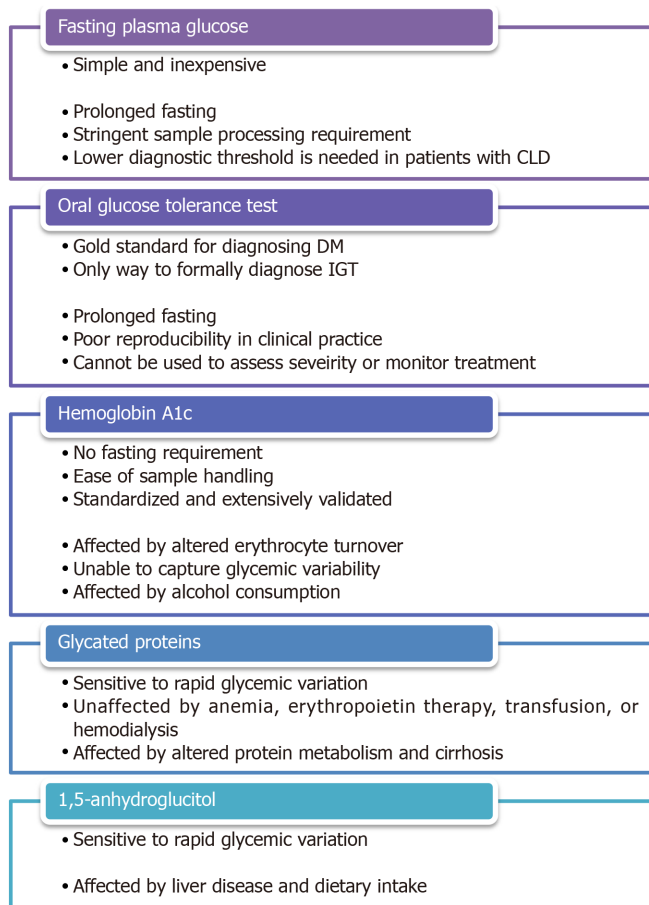 Fasting plasma glucose
• Simple and inexpensive
• Prolonged fasting
• Stringent sample processing requirement
• Lower diagnostic threshold is needed in patients with CLD
Oral glucose tolerance test
• Gold standard for diagnosing DM
• Only way to formally diagnose IGT
• Prolonged fasting
• Poor reproducibility in clinical practice
• Cannot be used to assess seveirity or monitor treatment
Hemoglobin A1c
• No fasting requirement
• Ease of sample handling
• Standardized and extensively validated
• Affected by altered erythrocyte turnover
• Unable to capture glycemic variability
• Affected by alcohol consumption
Glycated proteins
• Sensitive to rapid glycemic variation
• Unaffected by anemia, erythropoietin therapy, transfusion, or
hemodialysis
• Affected by altered protein metabolism and cirrhosis
1,5-anhydroglucitol
• Sensitive to rapid glycemic variation
• Affected by liver disease and dietary intake